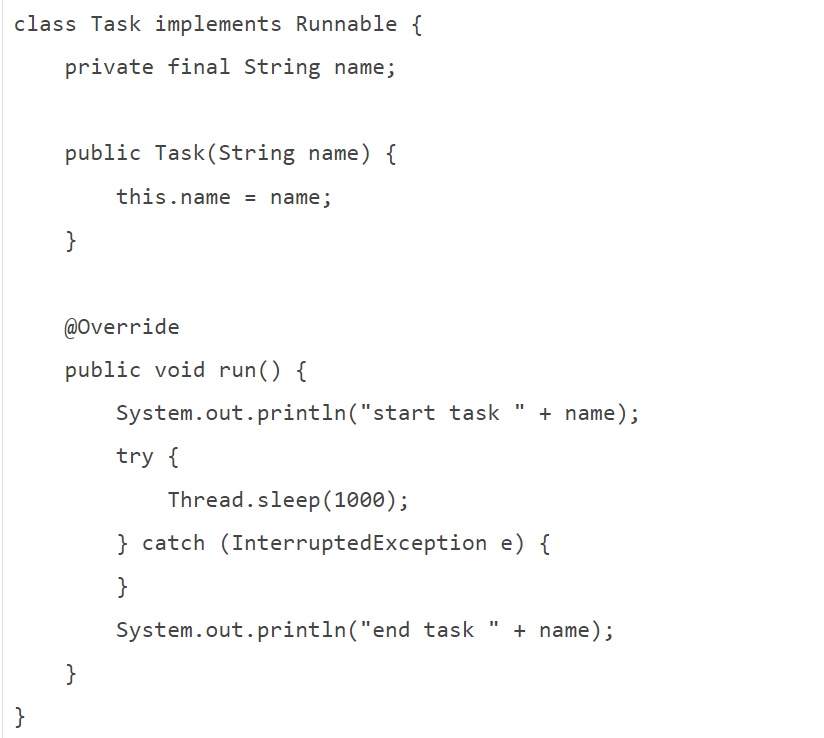 class Task implements Runnable {
    private final String name;

    public Task(String name) {
        this.name = name;
    }

    @Override
    public void run() {
        System.out.println("start task " + name);
        try {
            Thread.sleep(1000);
        } catch (InterruptedException e) {
        }
        System.out.println("end task " + name);
    }
}